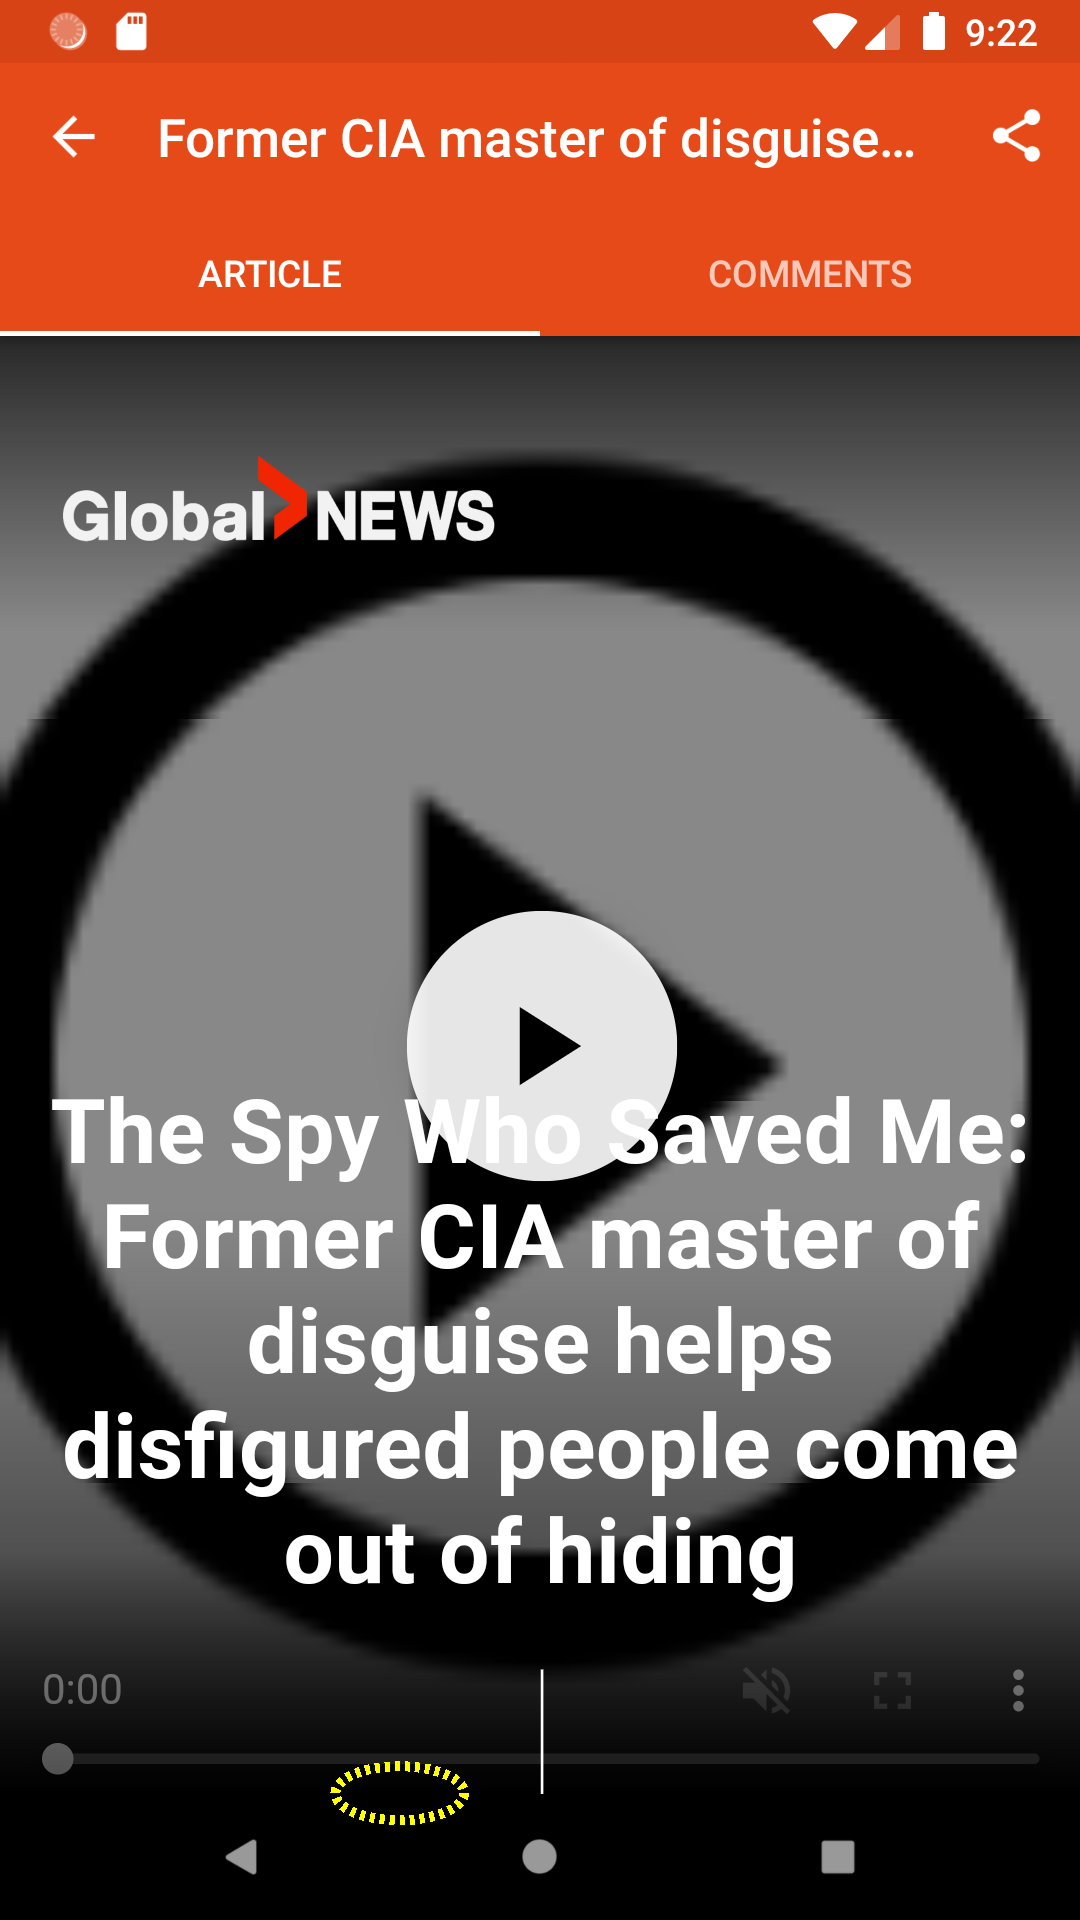 9:22
Former CIA master of disguise...
ARTICLE
COMMENTS
Global NEWS
The Spy Who Saved Me:
Former CIA master of
disguise helps
disfigured people come
out of hiding
0:00